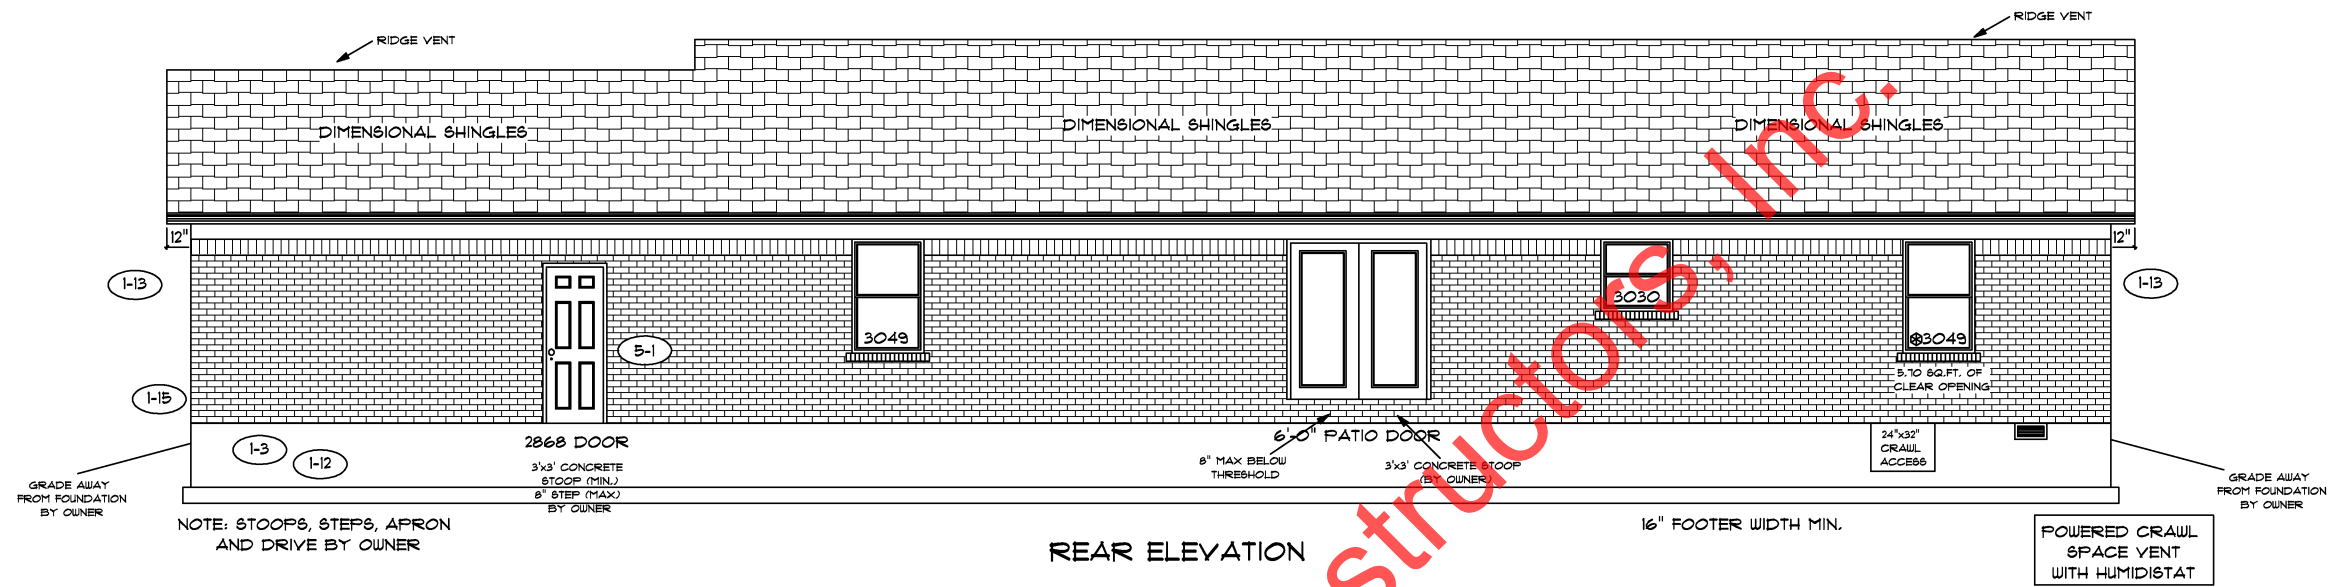 RIDGE VENT
RIDGE VENT
DIMENSIONAL SHINGLES
DIMENSIONAL SHINGLES
DIMENSIONAL SHINGLES
12"
12"
1-13
1-13
3030
3049
3049
5-1
5.70 SQ.FT. OF
CLEAR OPENING
1-15
2868 DOOR
6'-0" PATIO DOOR
1-3
1-12
3'x3' CONCRETE
STOOP (MIN.)
8" STEP (MAX)
BY OWNER
8" MAX BELOW
THRESHOLD
3'x3' CONCRETE STOOP
(BY OWNER)
24"x32"
CRAWL
ACCESS
GRADE AWAY
FROM FOUNDATION
BY OWNER
GRADE AWAY
FROM FOUNDATION
BY OWNER
NOTE: STOOPS, STEPS, APRON
AND DRIVE BY OWNER
REAR ELEVATION
16" FOOTER WIDTH MIN.
POWERED CRAWL
SPACE VENT
WITH HUMIDISTAT
structors, Inc.